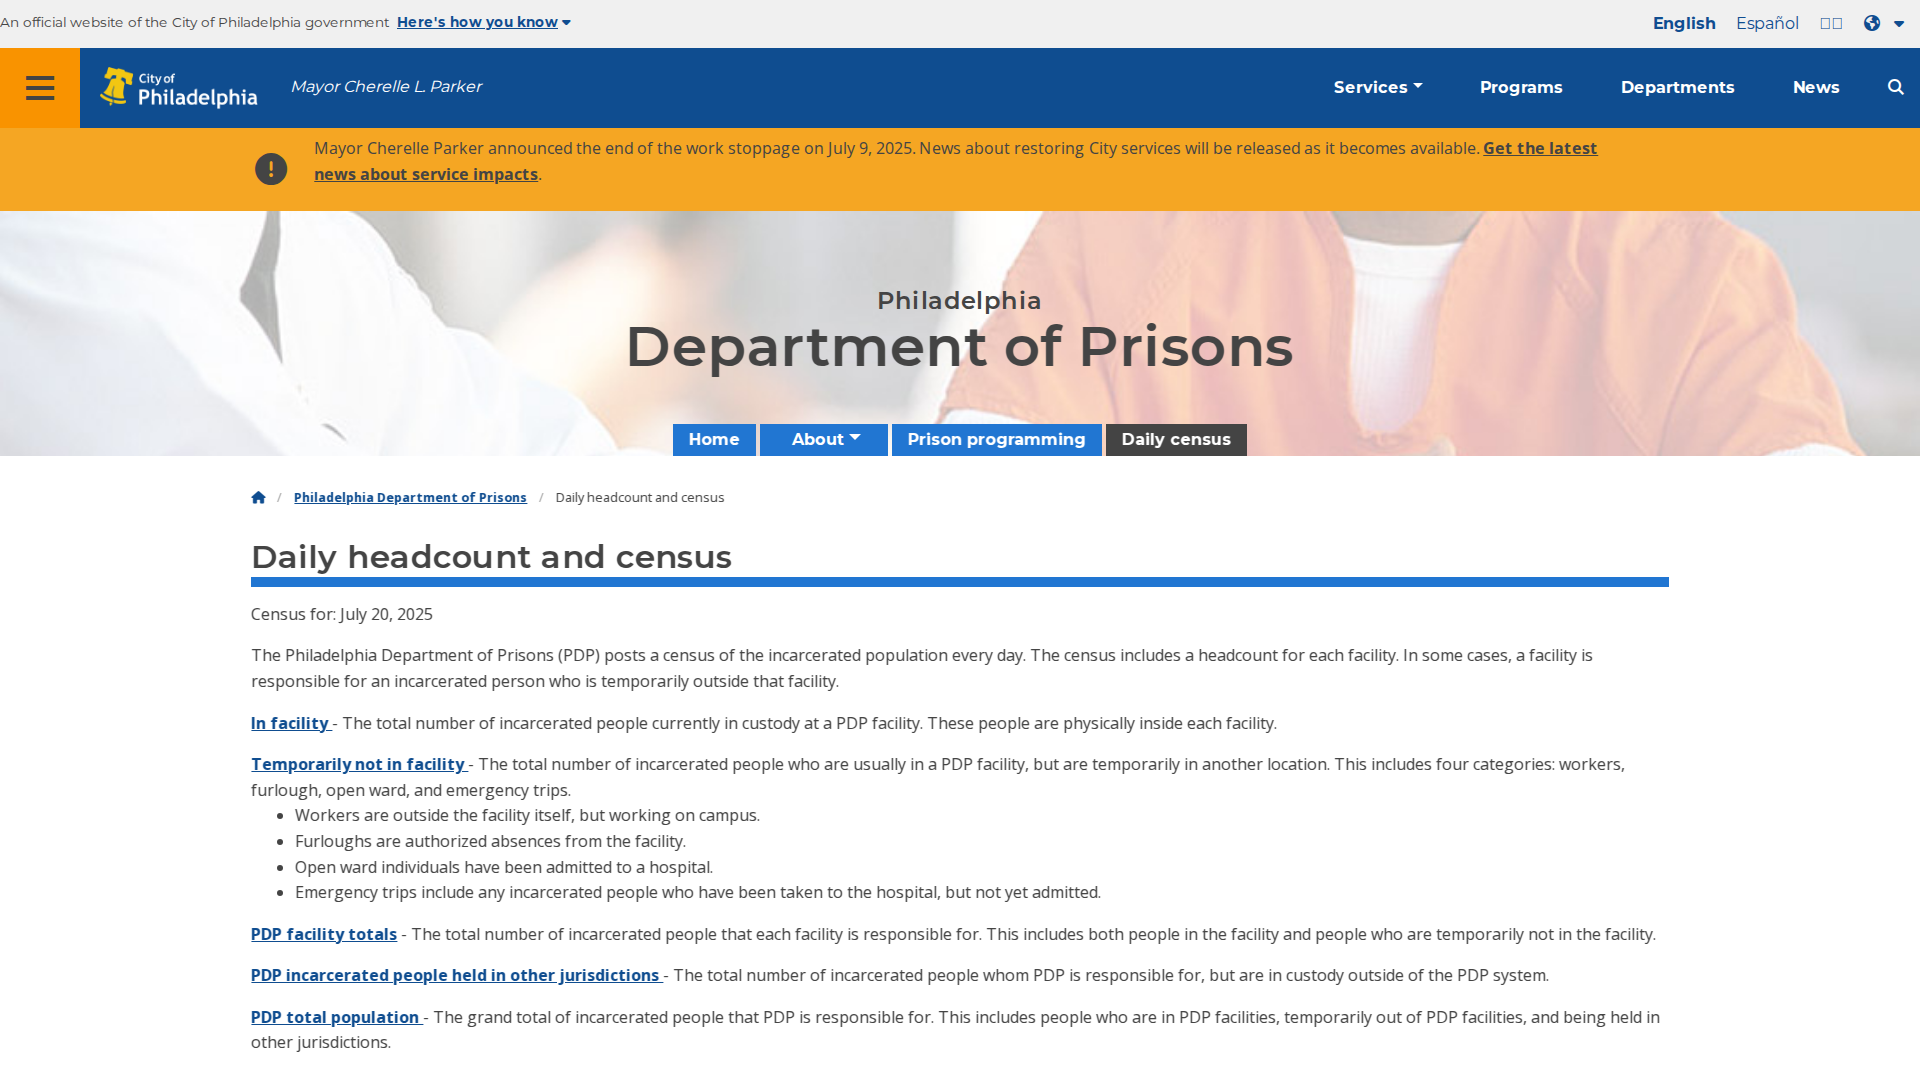 An official website of the City of Philadelphia government Here's how you know
English Español
City of Philadelphia
Mayor Cherelle L. Parker
Services Programs Departments News
Mayor Cherelle Parker announced the end of the work stoppage on July 9, 2025. News about restoring City services will be released as it becomes available. Get the latest
news about service impacts.
Philadelphia
Department of Prisons
Home About Prison programming Daily census
/ Philadelphia Department of Prisons / Daily headcount and census
Daily headcount and census
Census for: July 20, 2025
The Philadelphia Department of Prisons (PDP) posts a census of the incarcerated population every day. The census includes a headcount for each facility. In some cases, a facility is
responsible for an incarcerated person who is temporarily outside that facility.
In facility - The total number of incarcerated people currently in custody at a PDP facility. These people are physically inside each facility.
Temporarily not in facility - The total number of incarcerated people who are usually in a PDP facility, but are temporarily in another location. This includes four categories: workers,
furlough, open ward, and emergency trips.
• Workers are outside the facility itself, but working on campus.
• Furloughs are authorized absences from the facility.
• Open ward individuals have been admitted to a hospital.
• Emergency trips include any incarcerated people who have been taken to the hospital, but not yet admitted.
PDP facility totals - The total number of incarcerated people that each facility is responsible for. This includes both people in the facility and people who are temporarily not in the facility.
PDP incarcerated people held in other jurisdictions - The total number of incarcerated people whom PDP is responsible for, but are in custody outside of the PDP system.
PDP total population - The grand total of incarcerated people that PDP is responsible for. This includes people who are in PDP facilities, temporarily out of PDP facilities, and being held in
other jurisdictions.